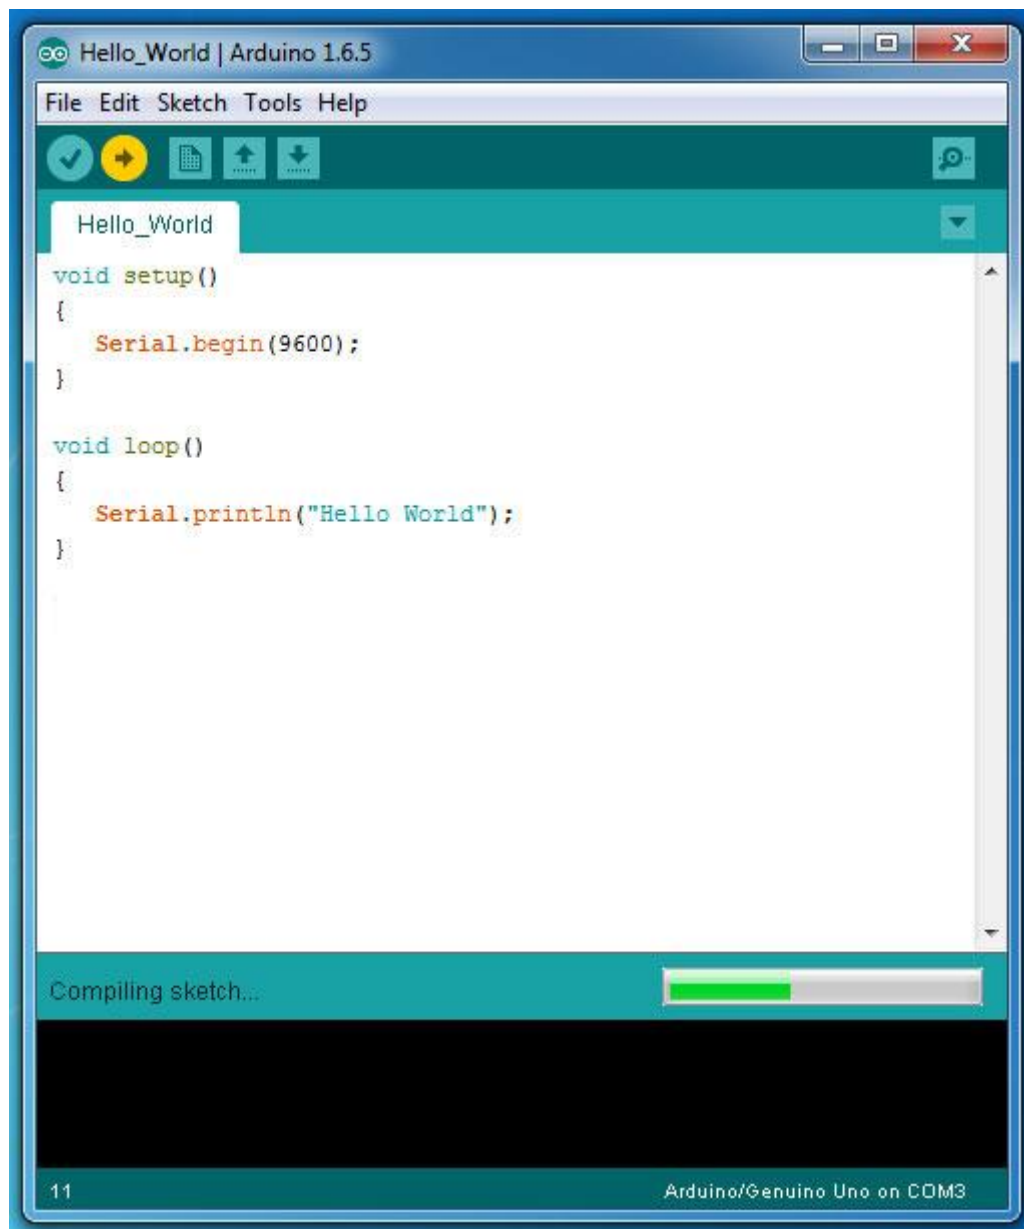 Hello_World | Arduino 1.6.5
File Edit Sketch Tools Help
Hello_World
void setup()
{
   Serial.begin(9600);
}

void loop()
{
   Serial.println("Hello World");
}
Compiling sketch...
11 Arduino/Genuino Uno on COM3